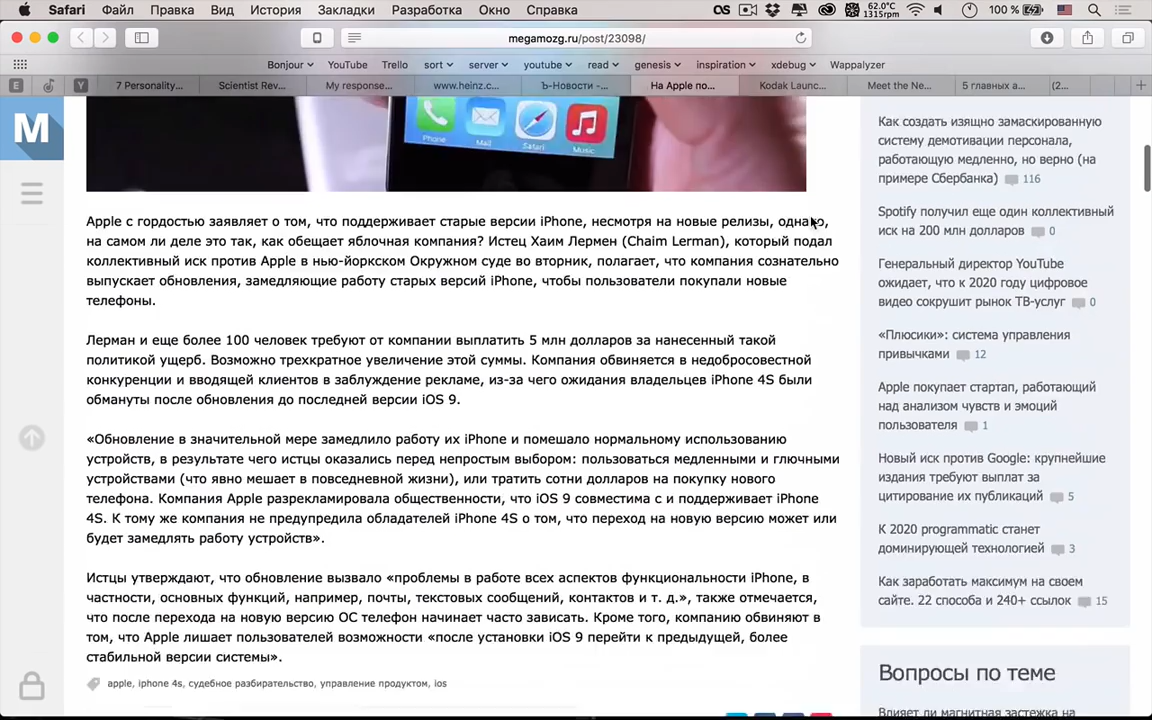 Safari Файл Правка Вид История Закладки Разработка Окно Справка 62.0°C 1315rpm 100 %
megamozg.ru/post/23098/
Bonjour YouTube Trello sort server youtube read genesis inspiration xdebug Wappalyzer
E Y 7 Personality... Scientist Rev... My response... www.heinz.c... Ъ-Новости -... На Apple по... Kodak Launc... Meet the Ne... 5 главных а... (2...
M
Phone Mail Safari Music
Apple с гордостью заявляет о том, что поддерживает старые версии iPhone, несмотря на новые релизы, однако,
на самом ли деле это так, как обещает яблочная компания? Истец Хаим Лермен (Chaim Lerman), который подал
коллективный иск против Apple в нью-йоркском Окружном суде во вторник, полагает, что компания сознательно
выпускает обновления, замедляющие работу старых версий iPhone, чтобы пользователи покупали новые
телефоны.
Лерман и еще более 100 человек требуют от компании выплатить 5 млн долларов за нанесенный такой
политикой ущерб. Возможно трехкратное увеличение этой суммы. Компания обвиняется в недобросовестной
конкуренции и вводящей клиентов в заблуждение рекламе, из-за чего ожидания владельцев iPhone 4S были
обмануты после обновления до последней версии iOS 9.
«Обновление в значительной мере замедлило работу их iPhone и помешало нормальному использованию
устройств, в результате чего истцы оказались перед непростым выбором: пользоваться медленными и глючными
устройствами (что явно мешает в повседневной жизни), или тратить сотни долларов на покупку нового
телефона. Компания Apple разрекламировала общественности, что iOS 9 совместима с и поддерживает iPhone
4S. К тому же компания не предупредила обладателей iPhone 4S о том, что переход на новую версию может или
будет замедлять работу устройств».
Истцы утверждают, что обновление вызвало «проблемы в работе всех аспектов функциональности iPhone, в
частности, основных функций, например, почты, текстовых сообщений, контактов и т. д.», также отмечается,
что после перехода на новую версию ОС телефон начинает часто зависать. Кроме того, компанию обвиняют в
том, что Apple лишает пользователей возможности «после установки iOS 9 перейти к предыдущей, более
стабильной версии системы».
apple, iphone 4s, судебное разбирательство, управление продуктом, ios
Как создать изящно замаскированную
систему демотивации персонала,
работающую медленно, но верно (на
примере Сбербанка) 116
Spotify получил еще один коллективный
иск на 200 млн долларов 0
Генеральный директор YouTube
ожидает, что к 2020 году цифровое
видео сокрушит рынок ТВ-услуг 0
«Плюсики»: система управления
привычками 12
Apple покупает стартап, работающий
над анализом чувств и эмоций
пользователя 1
Новый иск против Google: крупнейшие
издания требуют выплат за
цитирование их публикаций 5
К 2020 programmatic станет
доминирующей технологией 3
Как заработать максимум на своем
сайте. 22 способа и 240+ ссылок 15
Вопросы по теме
Влияет ли магнитная застежка на